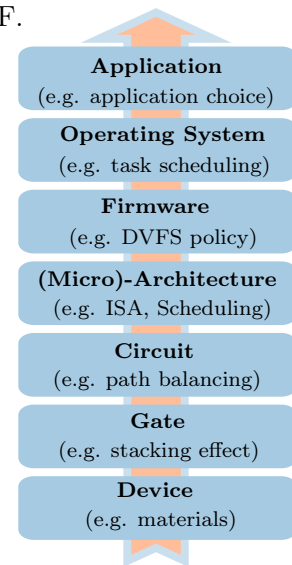 F.
Application
(e.g. application choice)
Operating System
(e.g. task scheduling)
Firmware
(e.g. DVFS policy)
(Micro)-Architecture
(e.g. ISA, Scheduling)
Circuit
(e.g. path balancing)
Gate
(e.g. stacking effect)
Device
(e.g. materials)